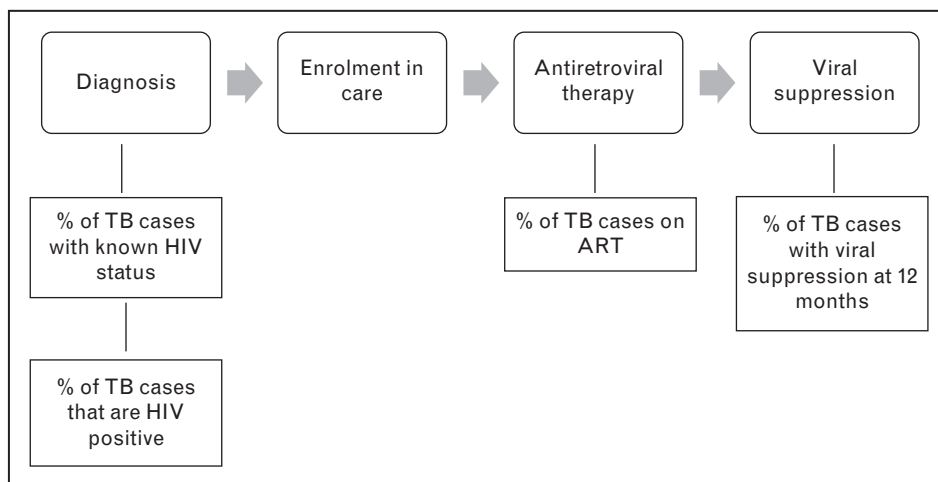 Diagnosis
Enrolment in
care
Antiretroviral
therapy
Viral
suppression
% of TB cases
with known HIV
status
% of TB cases on
ART
% of TB cases
with viral
suppression at 12
months
% of TB cases
that are HIV
positive